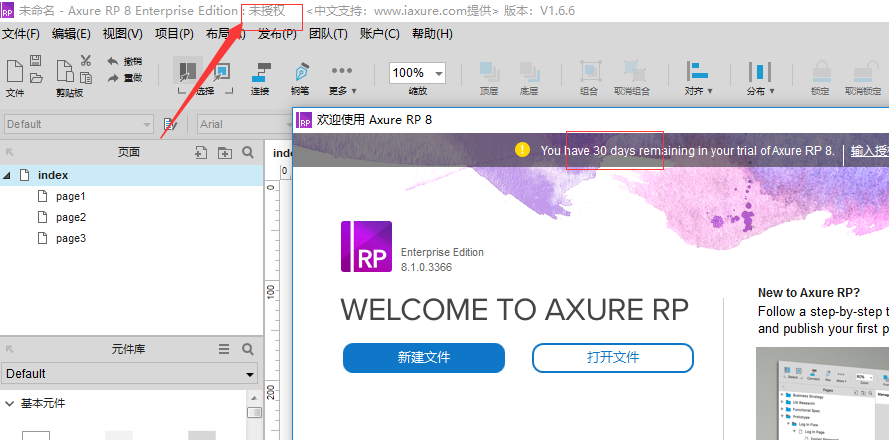 未命名 - Axure RP 8 Enterprise Edition : 未授权 <中文支持：www.iaxure.com提供> 版本：V1.6.6
文件(F) 编辑(E) 视图(V) 项目(P) 布局 发布(P) 团队(T) 账户(C) 帮助(H)
撤销
重做
文件 剪贴板 选择 连接 钢笔 更多 100% 缩放 顶层 底层 组合 取消组合 对齐 分布 锁定 取消锁定
Default Arial
RP 欢迎使用 Axure RP 8
页面
index
page1
page2
page3
0
0
100
200
You have 30 days remaining in your trial of Axure RP 8. 输入授
RP
Enterprise Edition
8.1.0.3366
WELCOME TO AXURE RP
新建文件 打开文件
New to Axure RP?
Follow a step-by-step
and publish your first
元件库
Default
基本元件